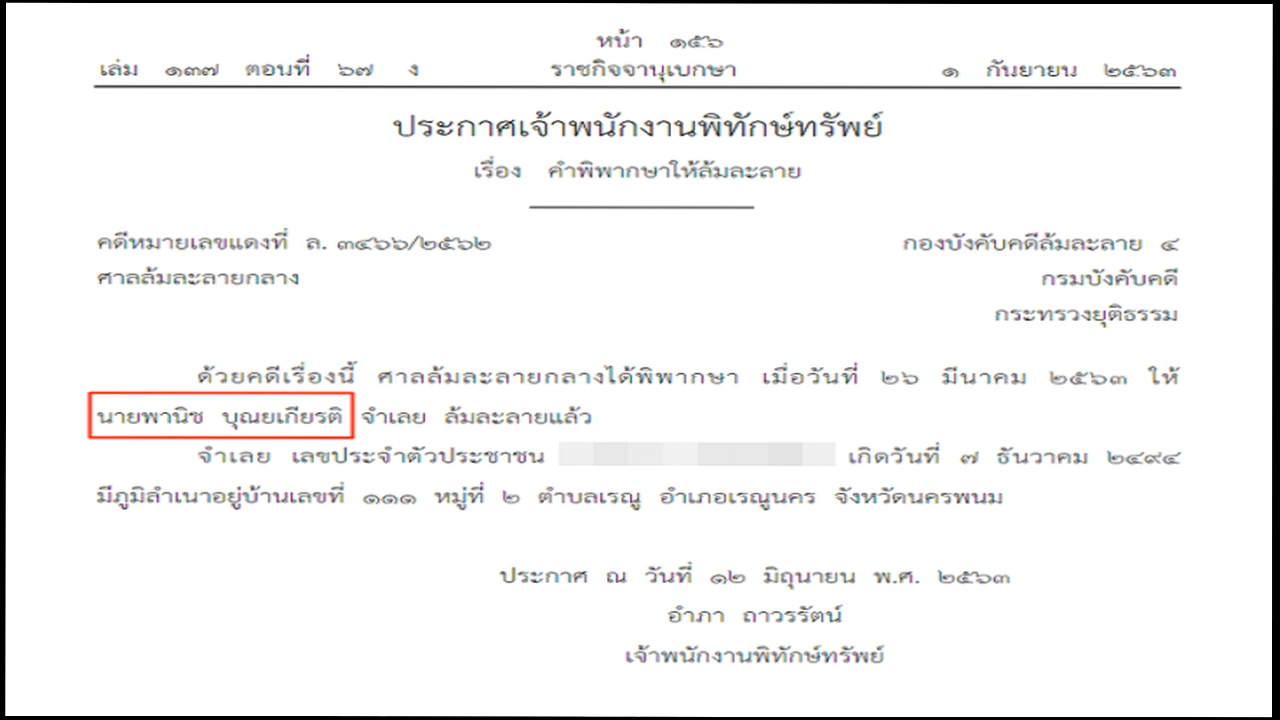 หน้า ๑๕๖
เล่ม ๑๓๗ ตอนที่ ๖๗ ง ราชกิจจานุเบกษา ๑ กันยายน ๒๕๖๓
ประกาศเจ้าพนักงานพิทักษ์ทรัพย์
เรื่อง คำพิพากษาให้ล้มละลาย
คดีหมายเลขแดงที่ ล. ๓๔๖๖/๒๕๖๒ กองบังคับคดีล้มละลาย ๔
ศาลล้มละลายกลาง กรมบังคับคดี
กระทรวงยุติธรรม
ด้วยคดีเรื่องนี้ ศาลล้มละลายกลางได้พิพากษา เมื่อวันที่ ๒๖ มีนาคม ๒๕๖๓ ให้
นายพานิช บุณยเกียรติ จำเลย ล้มละลายแล้ว
จำเลย เลขประจำตัวประชาชน เกิดวันที่ ๗ ธันวาคม ๒๔๙๔
มีภูมิลำเนาอยู่บ้านเลขที่ ๑๑๑ หมู่ที่ ๒ ตำบลเรณู อำเภอเรณูนคร จังหวัดนครพนม
ประกาศ ณ วันที่ ๑๒ มิถุนายน พ.ศ. ๒๕๖๓
อำภา ถาวรรัตน์
เจ้าพนักงานพิทักษ์ทรัพย์